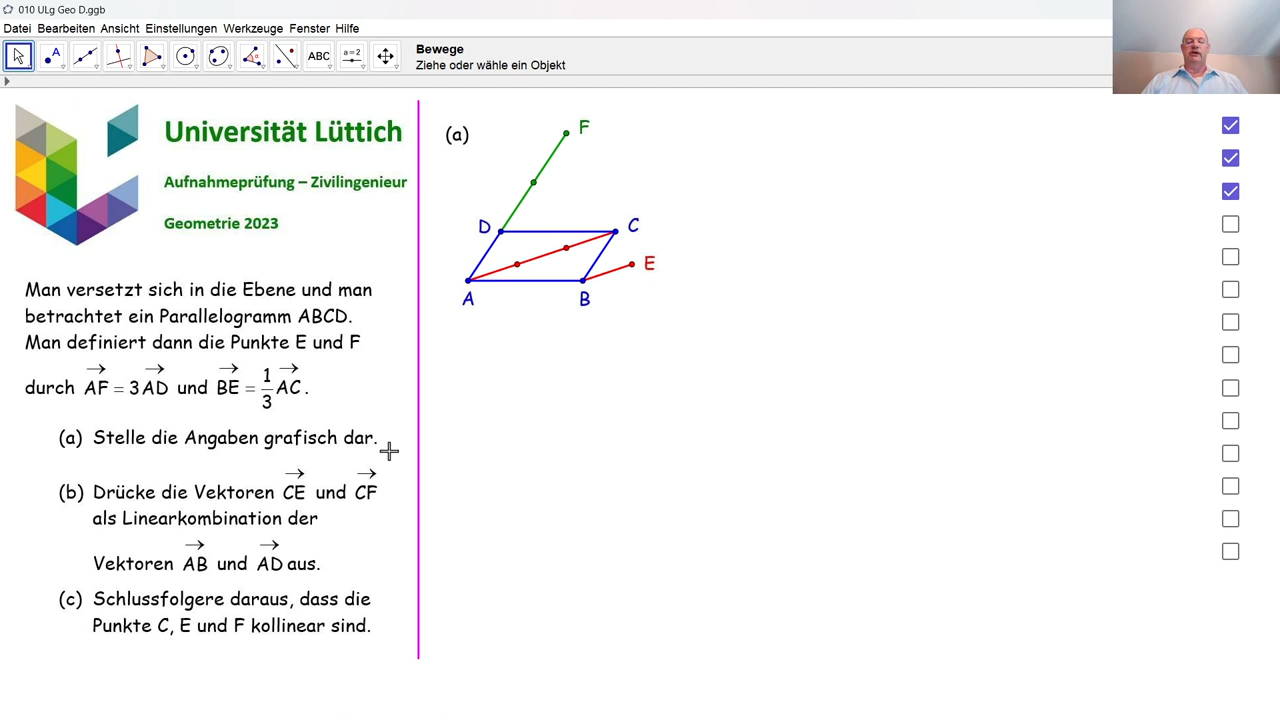 010 ULg Geo D.ggb
Datei Bearbeiten Ansicht Einstellungen Werkzeuge Fenster Hilfe
A
ABC
a=2
Bewege
Ziehe oder wähle ein Objekt
Universität Lüttich
Aufnahmeprüfung – Zivilingenieur
Geometrie 2023
Man versetzt sich in die Ebene und man
betrachtet ein Parallelogramm ABCD.
Man definiert dann die Punkte E und F
durch AF = 3AD und BE = 1/3 AC.
(a) Stelle die Angaben grafisch dar.
(b) Drücke die Vektoren CE und CF
als Linearkombination der
Vektoren AB und AD aus.
(c) Schlussfolgere daraus, dass die
Punkte C, E und F kollinear sind.
(a)
F
D
C
E
A
B